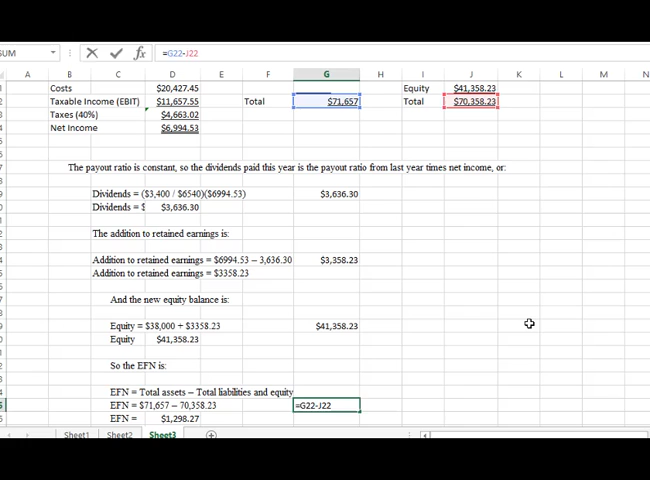 SUM =G22-J22
A B C D E F G H I J K L M N
Costs $20,427.45 Equity $41,358.23
Taxable Income (EBIT) $11,657.55 Total $71,657 Total $70,358.23
Taxes (40%) $4,663.02
Net Income $6,994.53
The payout ratio is constant, so the dividends paid this year is the payout ratio from last year times net income, or:
Dividends = ($3,400 / $6540)($6994.53) $3,636.30
Dividends = $ $3,636.30
The addition to retained earnings is:
Addition to retained earnings = $6994.53 – 3,636.30 $3,358.23
Addition to retained earnings = $3358.23
And the new equity balance is:
Equity = $38,000 + $3358.23 $41,358.23
Equity $41,358.23
So the EFN is:
EFN = Total assets – Total liabilities and equity
EFN = $71,657 – 70,358.23 =G22-J22
EFN = $1,298.27
Sheet1 Sheet2 Sheet3